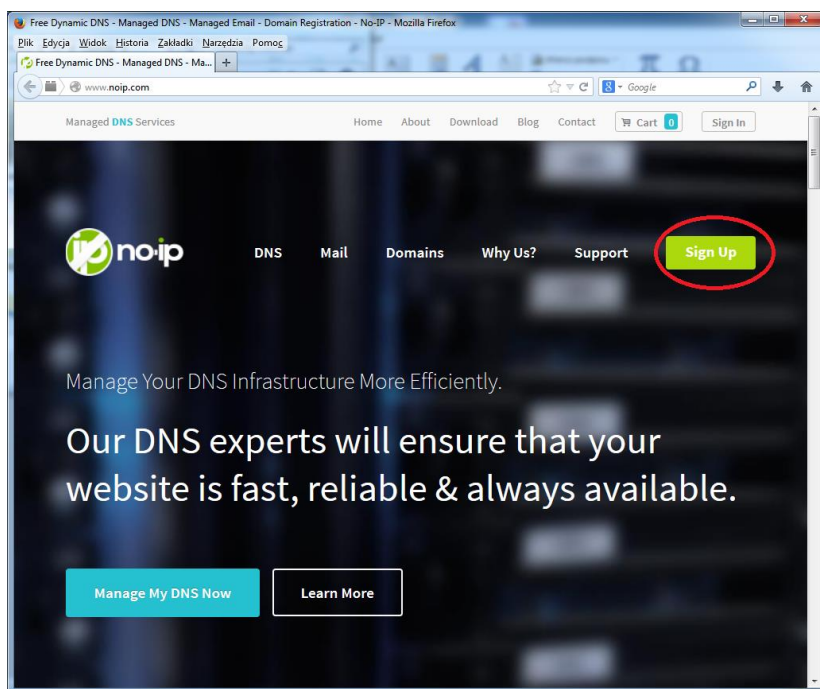 Free Dynamic DNS - Managed DNS - Managed Email - Domain Registration - No-IP - Mozilla Firefox
Plik Edycja Widok Historia Zakładki Narzędzia Pomoc
Free Dynamic DNS - Managed DNS - Ma... +
www.noip.com Google
Managed DNS Services Home About Download Blog Contact Cart 0 Sign In
no·ip DNS Mail Domains Why Us? Support Sign Up
Manage Your DNS Infrastructure More Efficiently.
Our DNS experts will ensure that your
website is fast, reliable & always available.
Manage My DNS Now Learn More